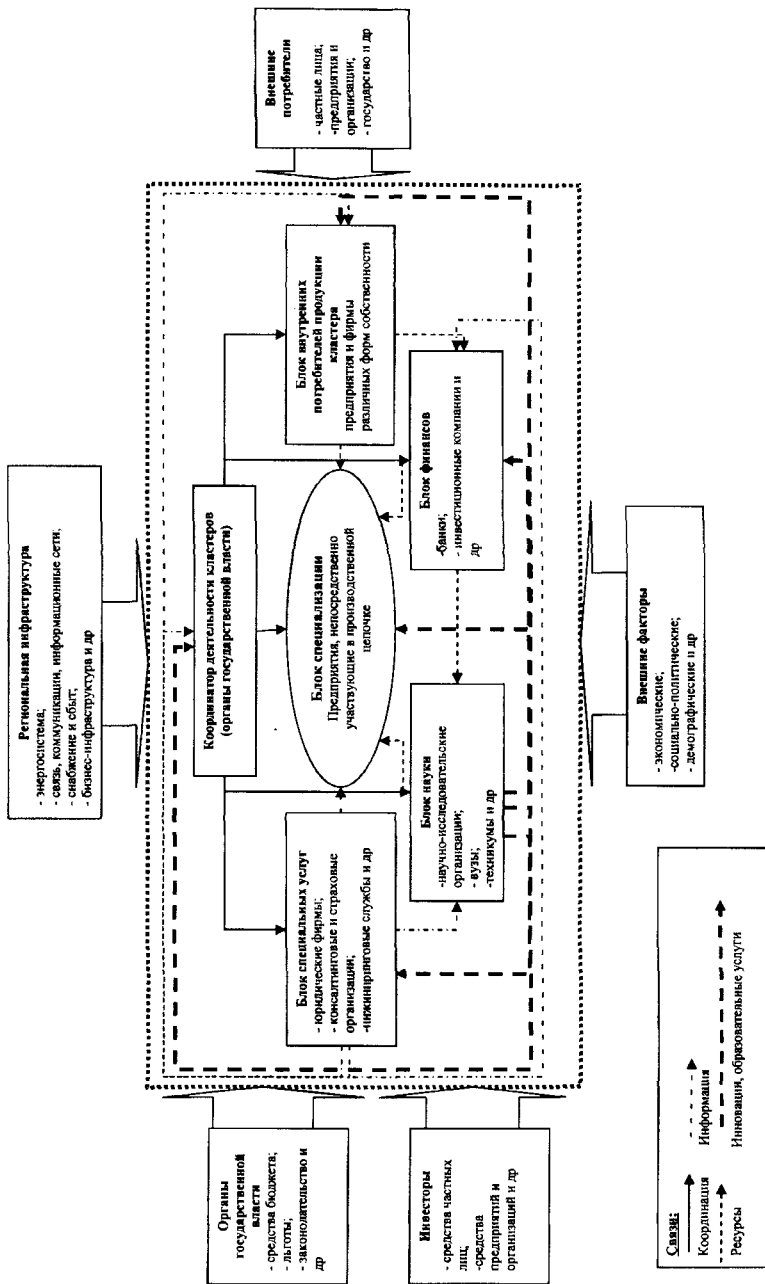 Региональная инфраструктура
- энергосистема;
- связь, коммуникации, информационные сети;
- снабжение и сбыт;
- бизнес-инфраструктура и др
Органы
государственной
власти
- средства бюджета;
- льготы;
- законодательство и
др
Инвесторы
- средства частных
лиц;
-средства
предприятий и
организаций и др
Координатор деятельности кластеров
(органы государственной власти)
Блок специальных услуг
- юридические фирмы;
- консалтинговые и страховые
организации;
-инжиниринговые службы и др
Блок специализации
Предприятия, непосредственно
участвующие в производственной
цепочке
Блок внутренних
потребителей продукции
кластера
предприятия и фирмы
различных форм собственности
Блок науки
-научно-исследовательские
организации;
- вузы;
-техникумы и др
Блок финансов
-банки;
- инвестиционные компании и
др
Внешние
потребители
- частные лица;
-предприятия и
организации;
- государство и др
Внешние факторы
- экономические;
-социально-политические;
- демографические и др
Связи:
Координация
Информация
Ресурсы
Инновации, образовательные услуги